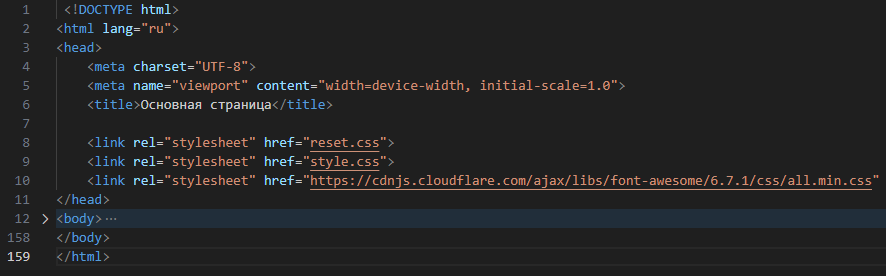 1 <!DOCTYPE html>
2 <html lang="ru">
3 <head>
4 <meta charset="UTF-8">
5 <meta name="viewport" content="width=device-width, initial-scale=1.0">
6 <title>Основная страница</title>
7
8 <link rel="stylesheet" href="reset.css">
9 <link rel="stylesheet" href="style.css">
10 <link rel="stylesheet" href="https://cdnjs.cloudflare.com/ajax/libs/font-awesome/6.7.1/css/all.min.css"
11 </head>
12 <body>···
158 </body>
159 </html>